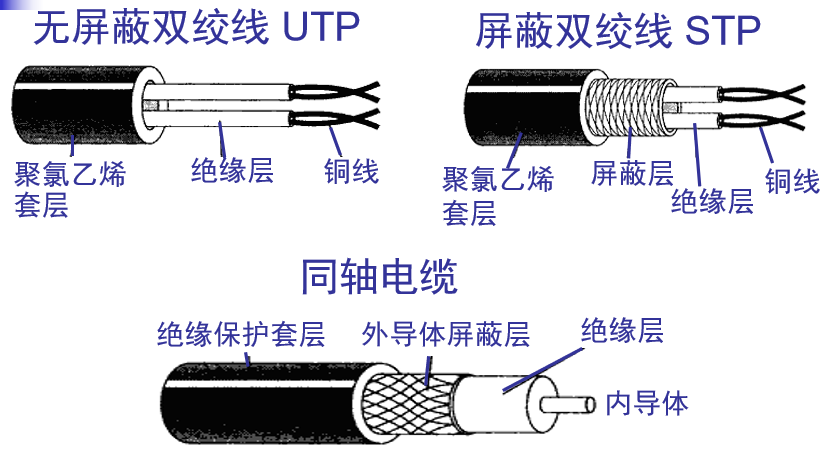 无屏蔽双绞线 UTP
屏蔽双绞线 STP
聚氯乙烯
套层
绝缘层
铜线
聚氯乙烯
套层
屏蔽层
绝缘层
铜线
同轴电缆
绝缘保护套层
外导体屏蔽层
绝缘层
内导体